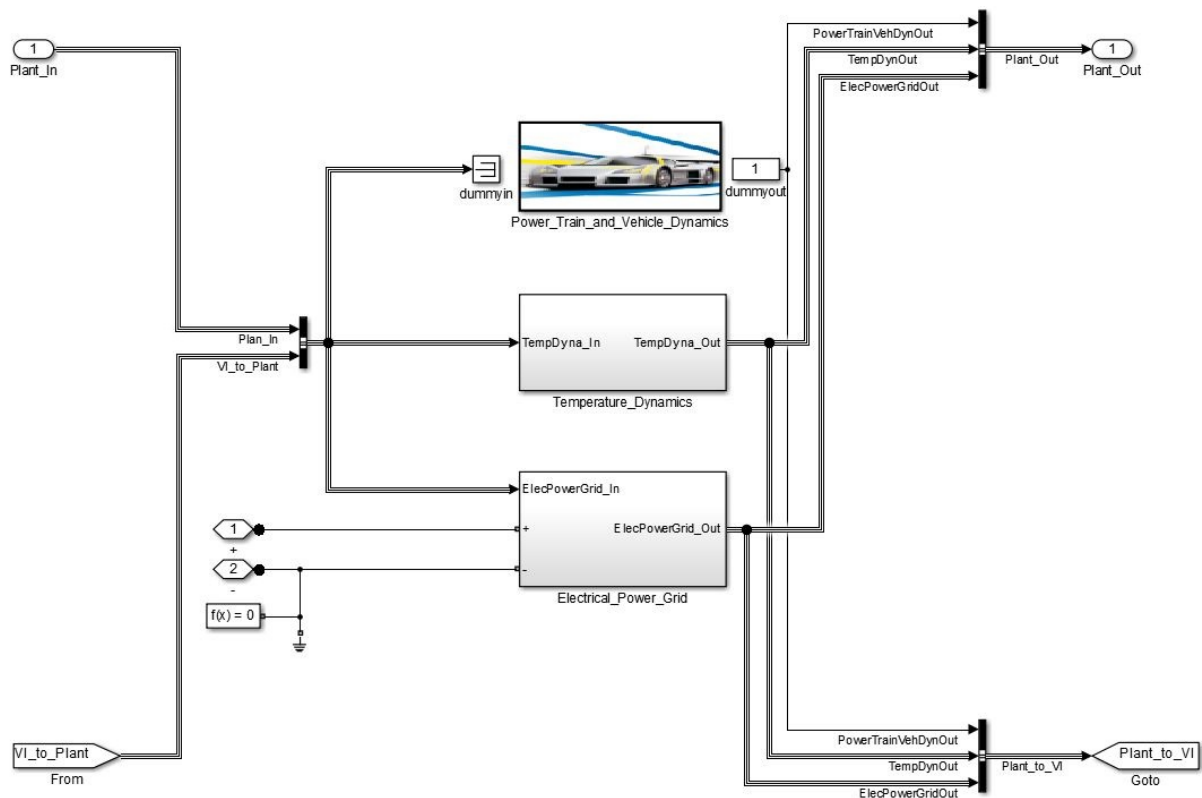 1
Plant_In
PowerTrainVehDynOut
TempDynOut
ElecPowerGridOut
Plant_Out
1
Plant_Out
dummyin
Power_Train_and_Vehicle_Dynamics
1
dummyout
Plan_In
VI_to_Plant
TempDyna_In
TempDyna_Out
Temperature_Dynamics
ElecPowerGrid_In
+
-
ElecPowerGrid_Out
Electrical_Power_Grid
1
+
2
-
f(x) = 0
VI_to_Plant
From
PowerTrainVehDynOut
TempDynOut
ElecPowerGridOut
Plant_to_VI
Plant_to_VI
Goto